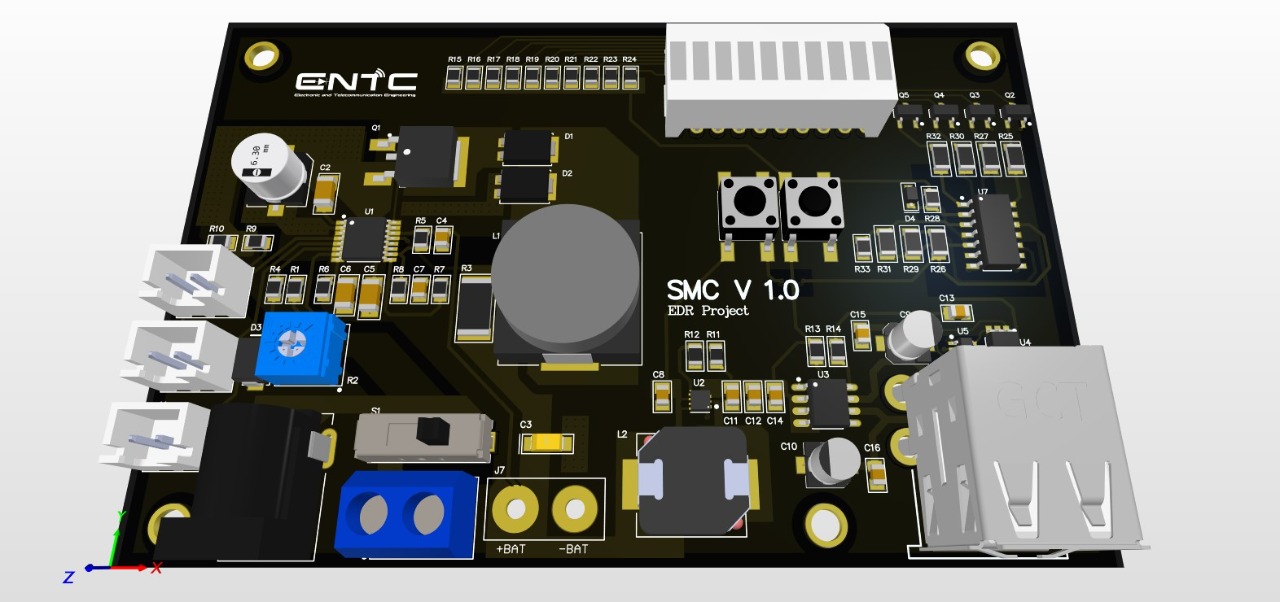 R15 R16 R17 R18 R19 R20 R21 R22 R23 R24
ENTC
Electronic and Telecommunication Engineering
Q5 Q4 Q3 Q2
Q1
D1
R32 R30 R27 R25
6.30 mm
C2
D2
U7
U1
R5 C4
D4 R28
R10 R9
L1
R33 R31 R29 R26
R4 R1 R6 C6 C5 R8 C7 R7 R3
SMC V 1.0
EDR Project
C13
D3
R12 R11
R13 R14
C15
C9
U5
U4
R2
C8
U2
U3
GCT
S1
C11 C12 C14
C3
L2
C10
C16
J7
+BAT -BAT
Y
Z
X